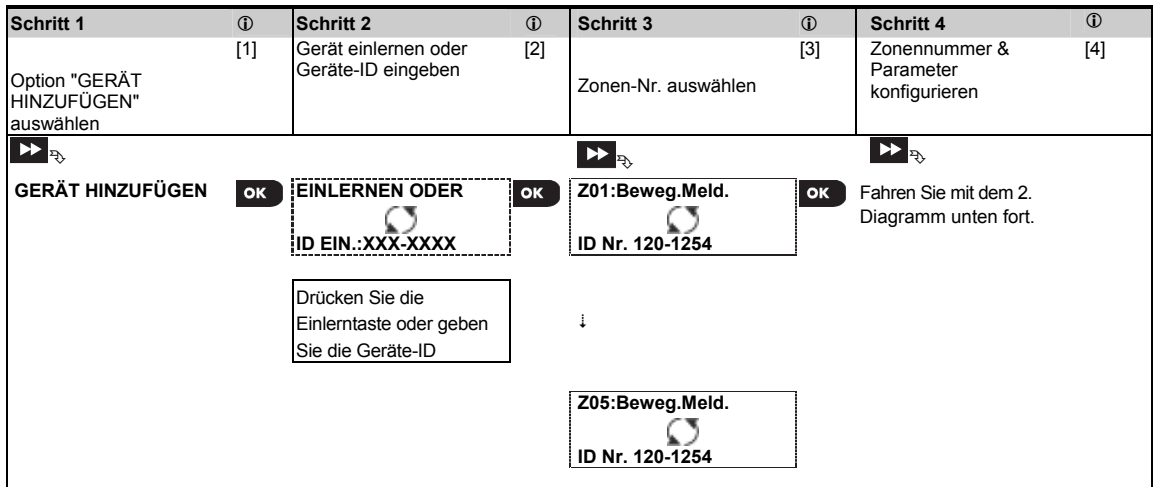 Schritt 1 ⓘ Schritt 2 ⓘ Schritt 3 ⓘ Schritt 4 ⓘ
[1]
Option "GERÄT
HINZUFÜGEN"
auswählen
Gerät einlernen oder
Geräte-ID eingeben
[2]
Zonen-Nr. auswählen
[3]
Zonennummer &
Parameter
konfigurieren
[4]
GERÄT HINZUFÜGEN
OK
EINLERNEN ODER
ID EIN.:XXX-XXXX
OK
Drücken Sie die
Einlerntaste oder geben
Sie die Geräte-ID
Z01:Beweg.Meld.
ID Nr. 120-1254
OK
↓
Z05:Beweg.Meld.
ID Nr. 120-1254
Fahren Sie mit dem 2.
Diagramm unten fort.